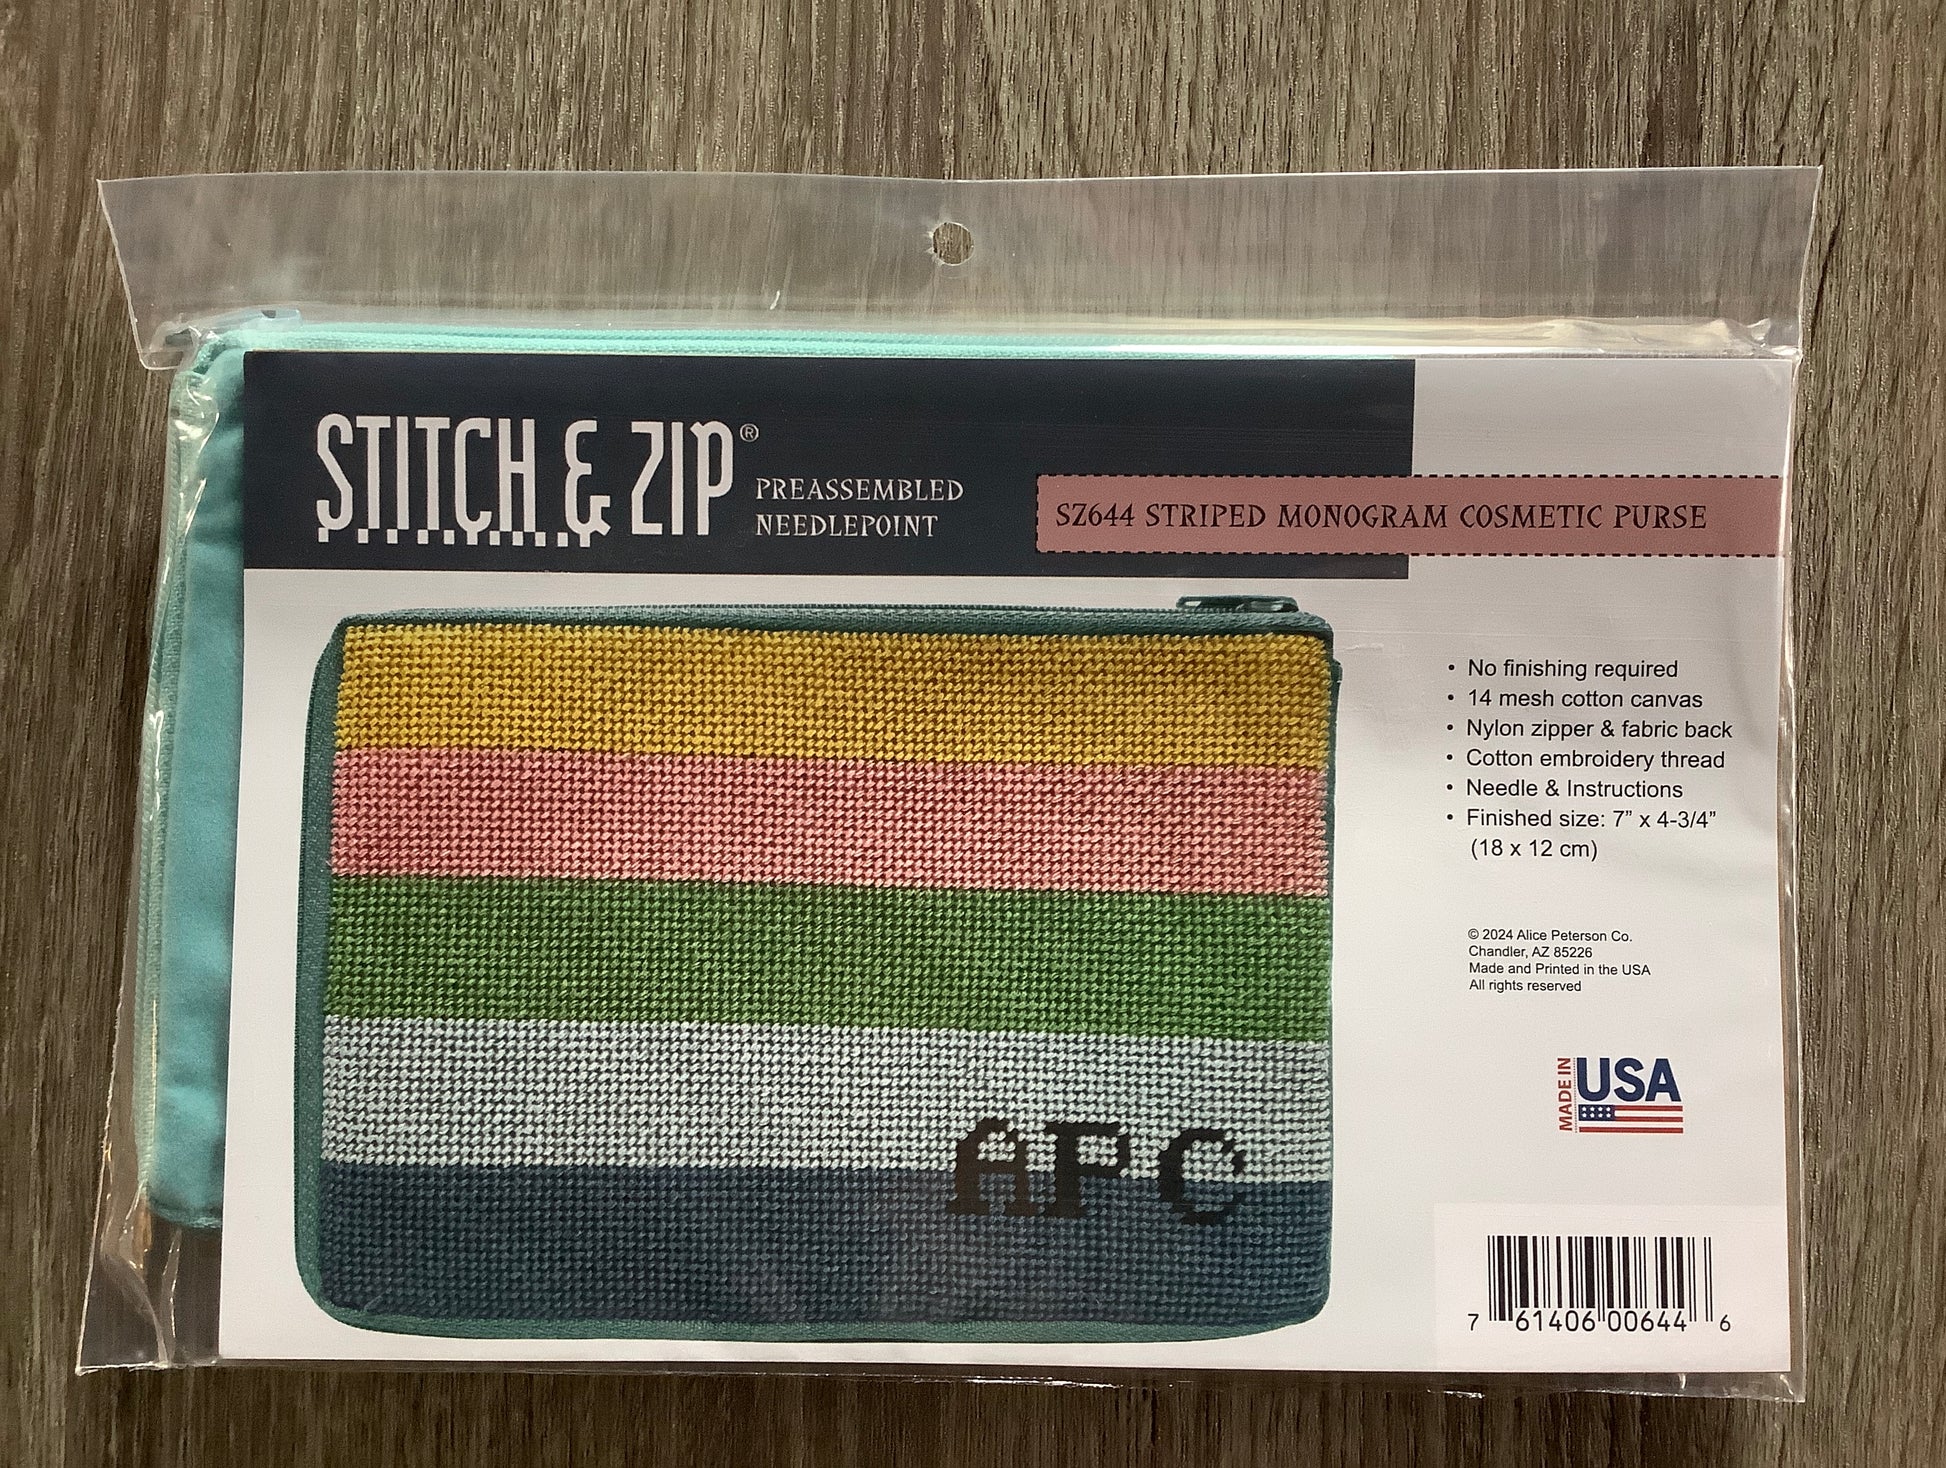 STITCH & ZIP®
PREASSEMBLED
NEEDLEPOINT
SZ644 STRIPED MONOGRAM COSMETIC PURSE
• No finishing required
• 14 mesh cotton canvas
• Nylon zipper & fabric back
• Cotton embroidery thread
• Needle & Instructions
• Finished size: 7” x 4-3/4”
(18 x 12 cm)
© 2024 Alice Peterson Co.
Chandler, AZ 85226
Made and Printed in the USA
All rights reserved
MADE IN
USA
APC
7 61406 00644 6